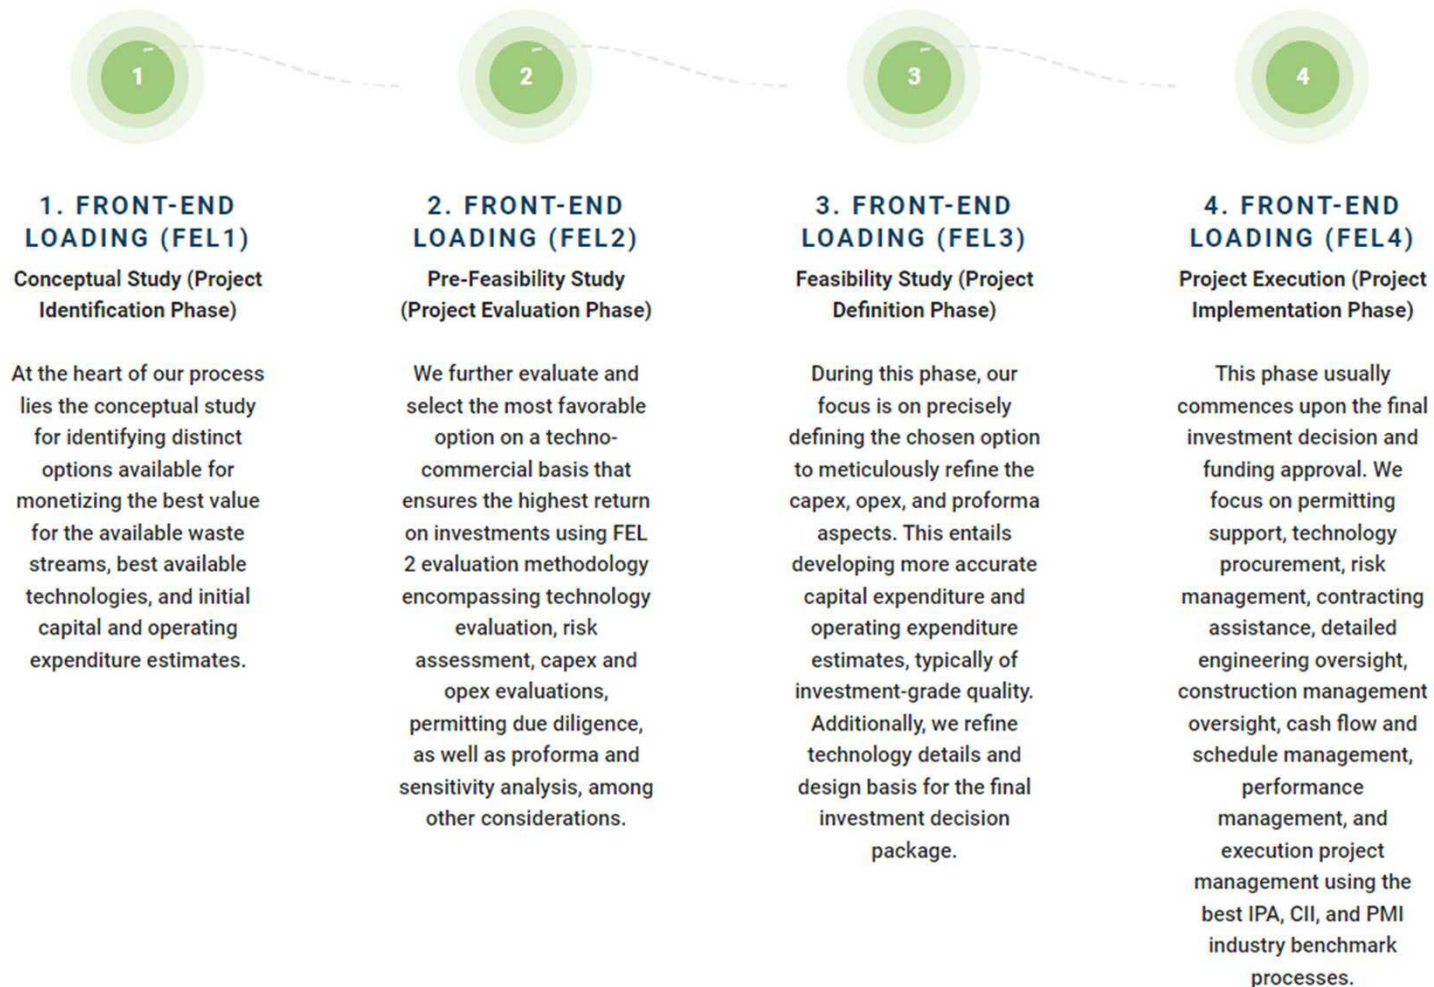 1
2
3
4
1. FRONT-END
LOADING (FEL1)
Conceptual Study (Project
Identification Phase)
At the heart of our process
lies the conceptual study
for identifying distinct
options available for
monetizing the best value
for the available waste
streams, best available
technologies, and initial
capital and operating
expenditure estimates.
2. FRONT-END
LOADING (FEL2)
Pre-Feasibility Study
(Project Evaluation Phase)
We further evaluate and
select the most favorable
option on a techno-
commercial basis that
ensures the highest return
on investments using FEL
2 evaluation methodology
encompassing technology
evaluation, risk
assessment, capex and
opex evaluations,
permitting due diligence,
as well as proforma and
sensitivity analysis, among
other considerations.
3. FRONT-END
LOADING (FEL3)
Feasibility Study (Project
Definition Phase)
During this phase, our
focus is on precisely
defining the chosen option
to meticulously refine the
capex, opex, and proforma
aspects. This entails
developing more accurate
capital expenditure and
operating expenditure
estimates, typically of
investment-grade quality.
Additionally, we refine
technology details and
design basis for the final
investment decision
package.
4. FRONT-END
LOADING (FEL4)
Project Execution (Project
Implementation Phase)
This phase usually
commences upon the final
investment decision and
funding approval. We
focus on permitting
support, technology
procurement, risk
management, contracting
assistance, detailed
engineering oversight,
construction management
oversight, cash flow and
schedule management,
performance
management, and
execution project
management using the
best IPA, CII, and PMI
industry benchmark
processes.